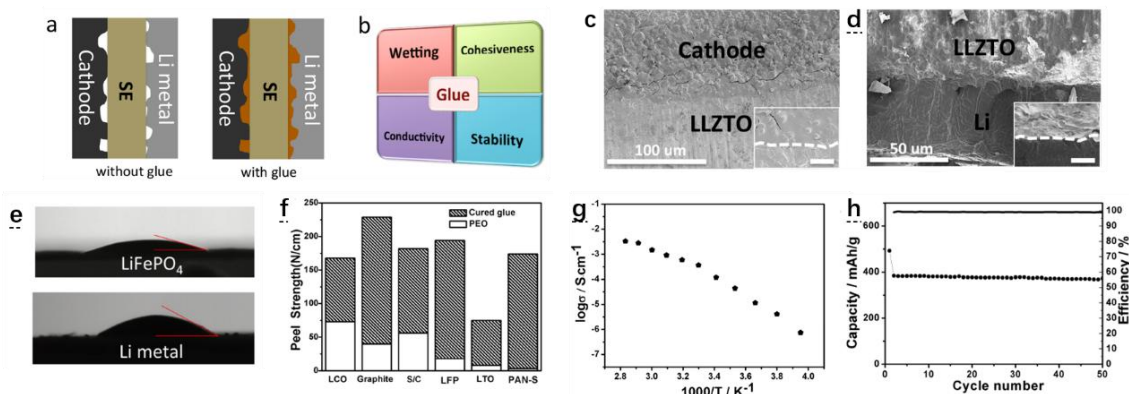 a
Cathode
SE
Li metal
without glue
Cathode
SE
Li metal
with glue
b
Wetting
Cohesiveness
Glue
Conductivity
Stability
c
Cathode
LLZTO
100 um
d
LLZTO
Li
50 um
e
LiFePO4
Li metal
f
Peel Strength(N/cm)
250
200
150
100
50
0
Cured glue
PEO
LCO
Graphite
S/C
LFP
LTO
PAN-S
g
logσ / S cm-1
-1
-2
-3
-4
-5
-6
-7
2.8 3.0 3.2 3.4 3.6 3.8 4.0
1000/T / K-1
h
Capacity / mAh/g
600
400
200
0
100
90
80
70
60
50
40
30
20
10
0
Efficiency / %
0 10 20 30 40 50
Cycle number